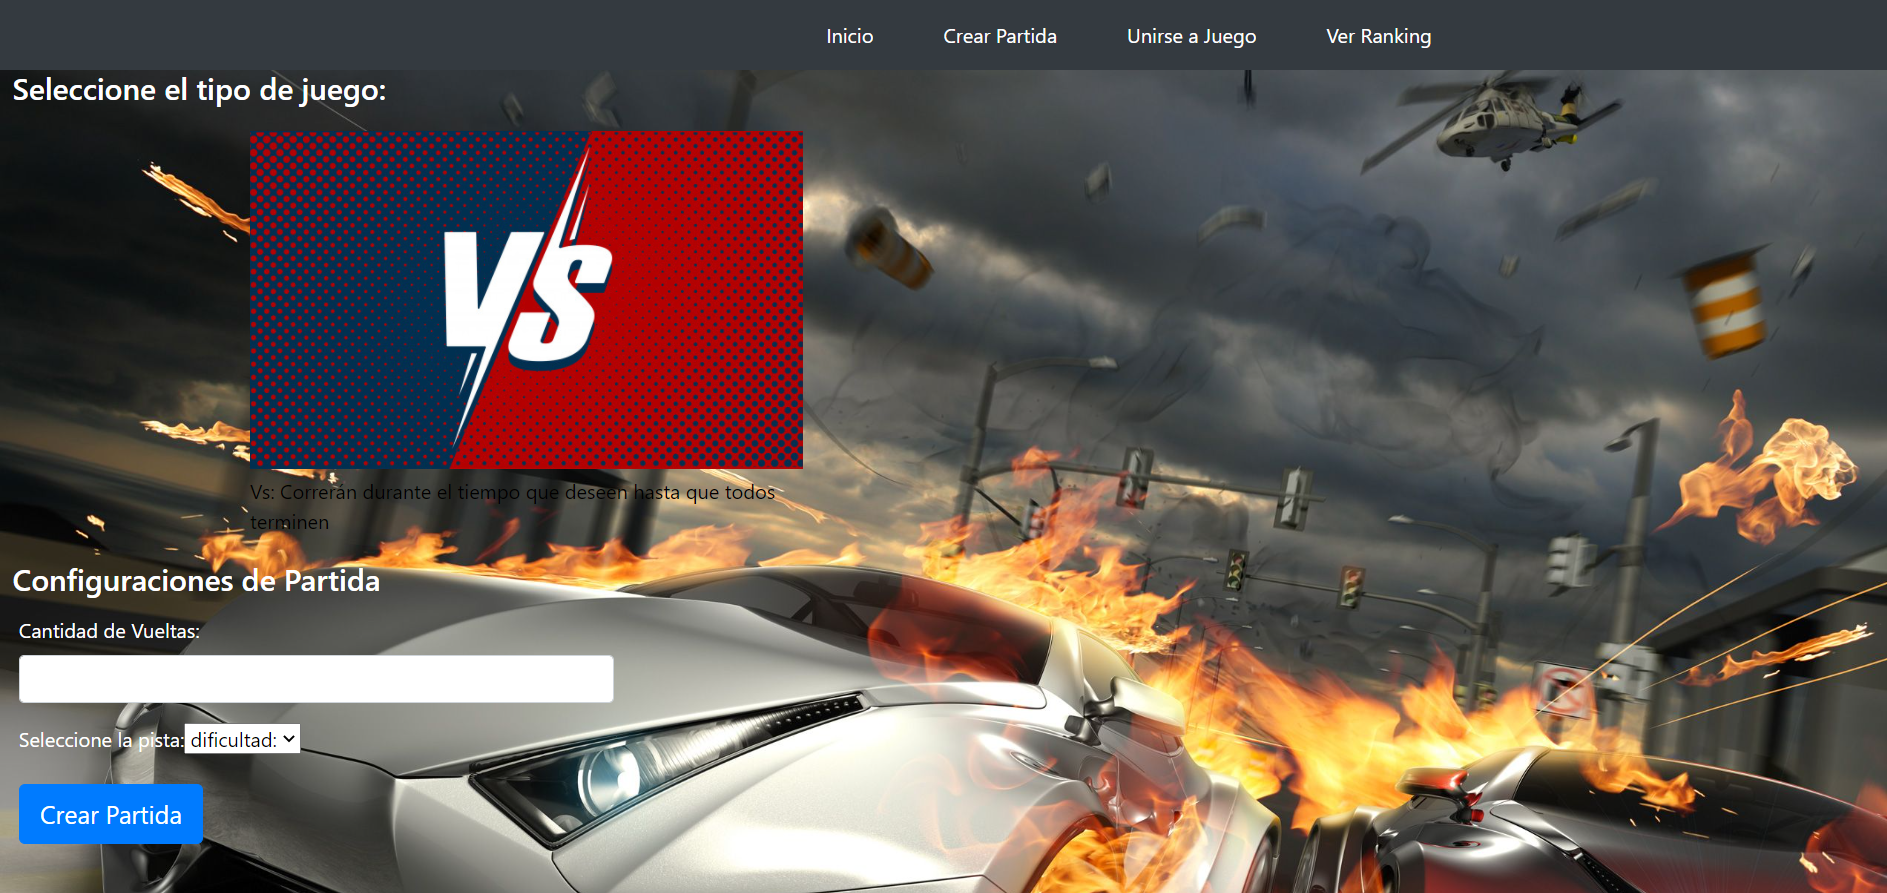 Inicio
Crear Partida
Unirse a Juego
Ver Ranking
Seleccione el tipo de juego:
VS
Vs: Correrán durante el tiempo que deseen hasta que todos
terminen
Configuraciones de Partida
Cantidad de Vueltas:
Seleccione la pista: dificultad:
Crear Partida